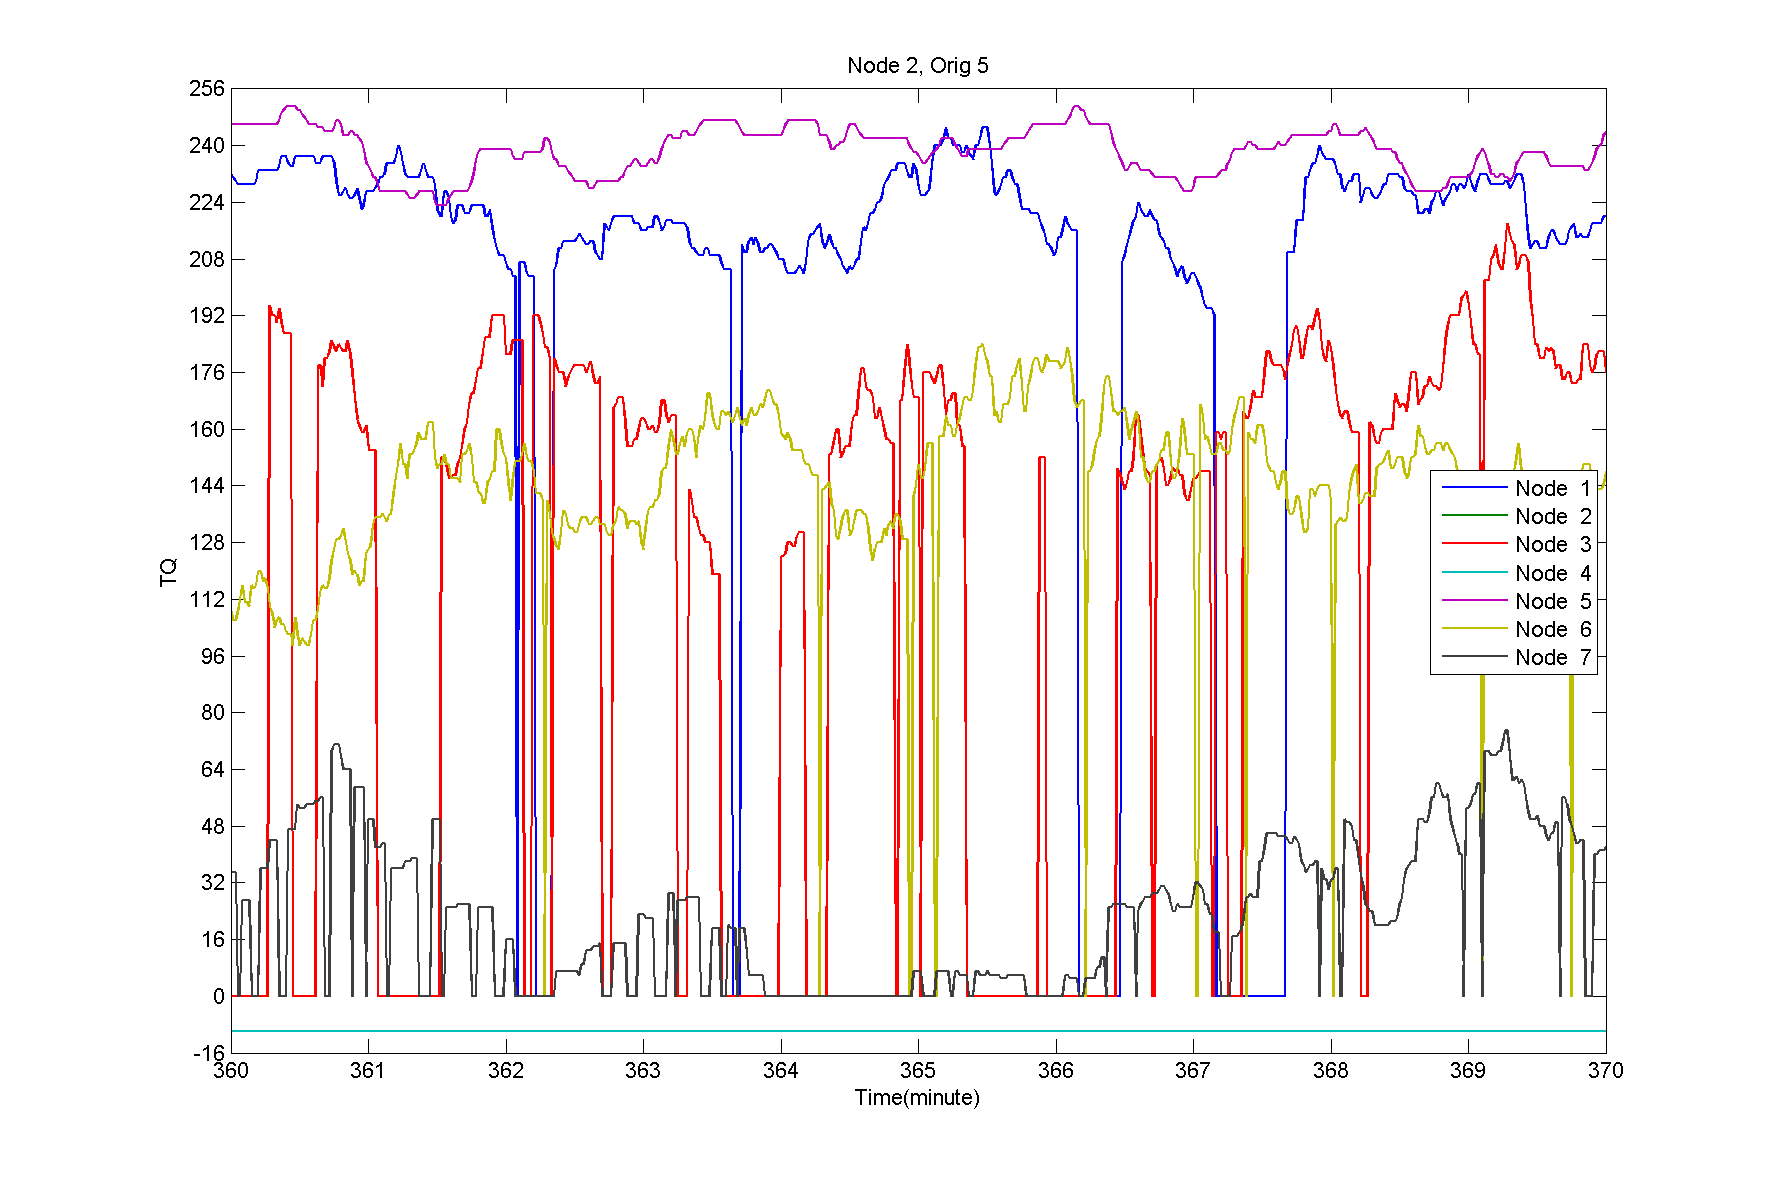 Node 2, Orig 5
256
240
224
208
192
176
160
144
128
112
96
80
64
48
32
16
0
-16
TQ
360 361 362 363 364 365 366 367 368 369 370
Time(minute)
Node 1
Node 2
Node 3
Node 4
Node 5
Node 6
Node 7